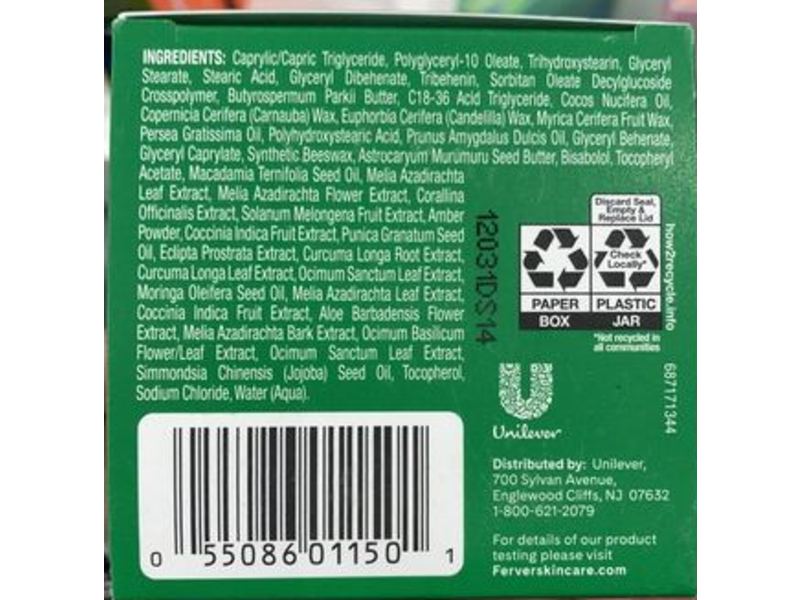 INGREDIENTS: Caprylic/Capric Triglyceride, Polyglyceryl-10 Oleate, Trihydroxystearin, Glyceryl
Stearate, Stearic Acid, Glyceryl Dibehenate, Tribehenin, Sorbitan Oleate Decylglucoside
Crosspolymer, Butyrospermum Parkii Butter, C18-36 Acid Triglyceride, Cocos Nucifera Oil,
Copernicia Cerifera (Carnauba) Wax, Euphorbia Cerifera (Candelilla) Wax, Myrica Cerifera Fruit Wax,
Persea Gratissima Oil, Polyhydroxystearic Acid, Prunus Amygdalus Dulcis Oil, Glyceryl Behenate,
Glyceryl Caprylate, Synthetic Beeswax, Astrocaryum Murumuru Seed Butter, Bisabolol, Tocopheryl
Acetate, Macadamia Ternifolia Seed Oil, Melia Azadirachta
Leaf Extract, Melia Azadirachta Flower Extract, Corallina
Officinalis Extract, Solanum Melongena Fruit Extract, Amber
Powder, Coccinia Indica Fruit Extract, Punica Granatum Seed
Oil, Eclipta Prostrata Extract, Curcuma Longa Root Extract,
Curcuma Longa Leaf Extract, Ocimum Sanctum Leaf Extract,
Moringa Oleifera Seed Oil, Melia Azadirachta Leaf Extract,
Coccinia Indica Fruit Extract, Aloe Barbadensis Flower
Extract, Melia Azadirachta Bark Extract, Ocimum Basilicum
Flower/Leaf Extract, Ocimum Sanctum Leaf Extract,
Simmondsia Chinensis (Jojoba) Seed Oil, Tocopherol,
Sodium Chloride, Water (Aqua).
12031DS14
Discard Seal,
Empty &
Replace Lid
Check
Locally*
PAPER
PLASTIC
BOX
JAR
*Not recycled in
all communities
how2recycle.info
687171344
Unilever
Distributed by: Unilever,
700 Sylvan Avenue,
Englewood Cliffs, NJ 07632
1-800-621-2079
For details of our product
testing please visit
Ferverskincare.com
0 55086 01150 1